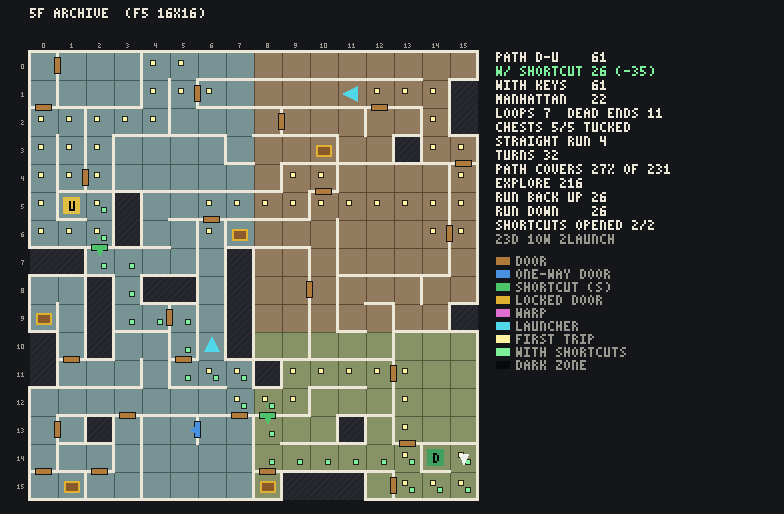 5F ARCHIVE (F5 16X16)
0 1 2 3 4 5 6 7 8 9 10 11 12 13 14 15
0
1
2
3
4
5
6
7
8
9
10
11
12
13
14
15
U
D
PATH D-U 61
W/ SHORTCUT 26 (-35)
WITH KEYS 61
MANHATTAN 22
LOOPS 7 DEAD ENDS 11
CHESTS 5/5 TUCKED
STRAIGHT RUN 4
TURNS 32
PATH COVERS 27% OF 231
EXPLORE 216
RUN BACK UP 26
RUN DOWN 26
SHORTCUTS OPENED 2/2
23D 10W 2LAUNCH
DOOR
ONE-WAY DOOR
SHORTCUT (S)
LOCKED DOOR
WARP
LAUNCHER
FIRST TRIP
WITH SHORTCUTS
DARK ZONE